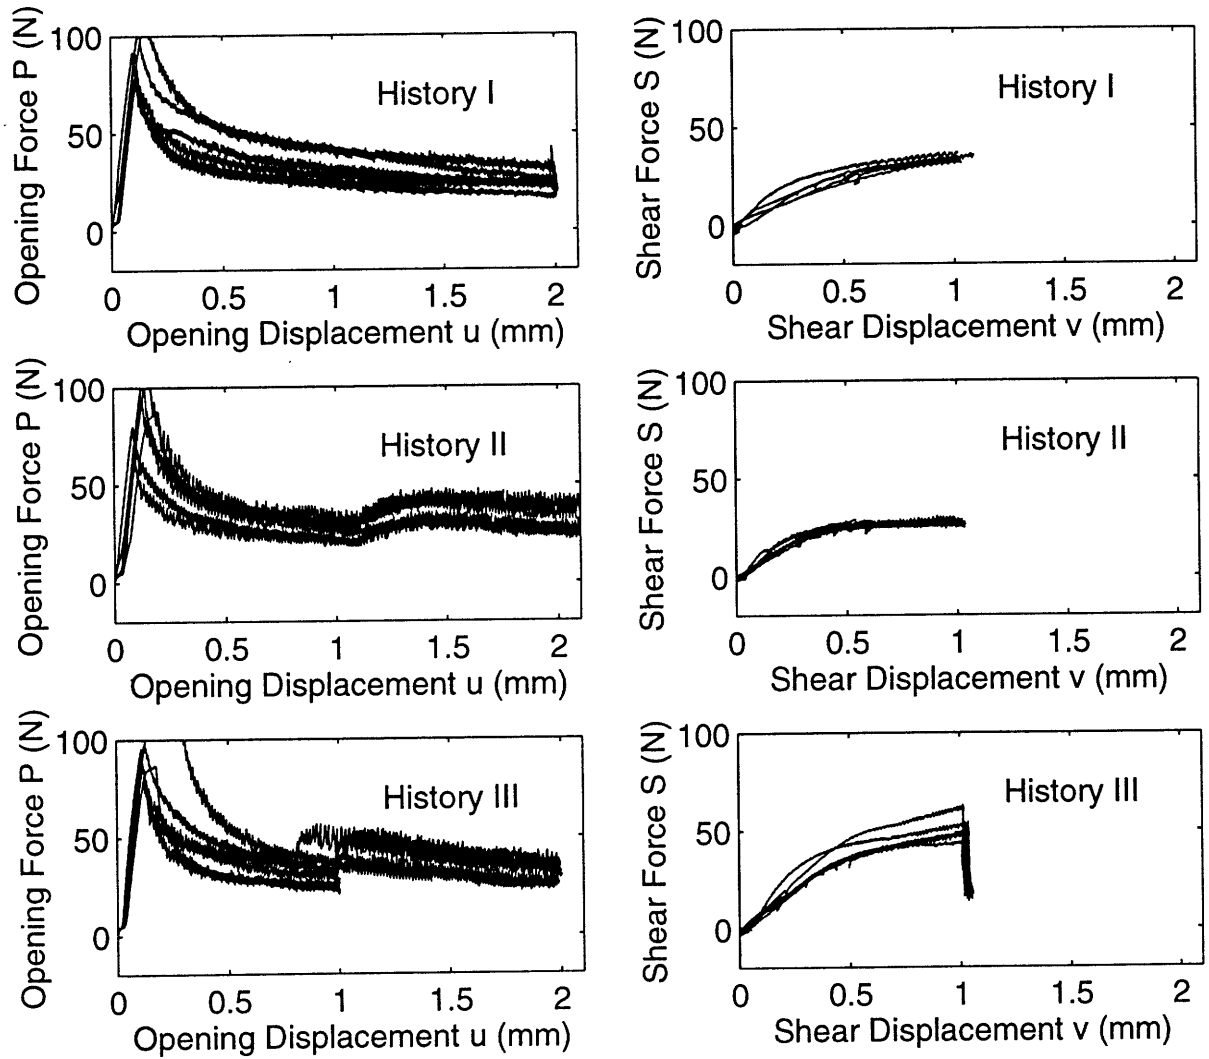 Opening Force P (N)
100
50
0
History I
0 0.5 1 1.5 2
Opening Displacement u (mm)
Shear Force S (N)
100
50
0
History I
0 0.5 1 1.5 2
Shear Displacement v (mm)
Opening Force P (N)
100
50
0
History II
0 0.5 1 1.5 2
Opening Displacement u (mm)
Shear Force S (N)
100
50
0
History II
0 0.5 1 1.5 2
Shear Displacement v (mm)
Opening Force P (N)
100
50
0
History III
0 0.5 1 1.5 2
Opening Displacement u (mm)
Shear Force S (N)
100
50
0
History III
0 0.5 1 1.5 2
Shear Displacement v (mm)